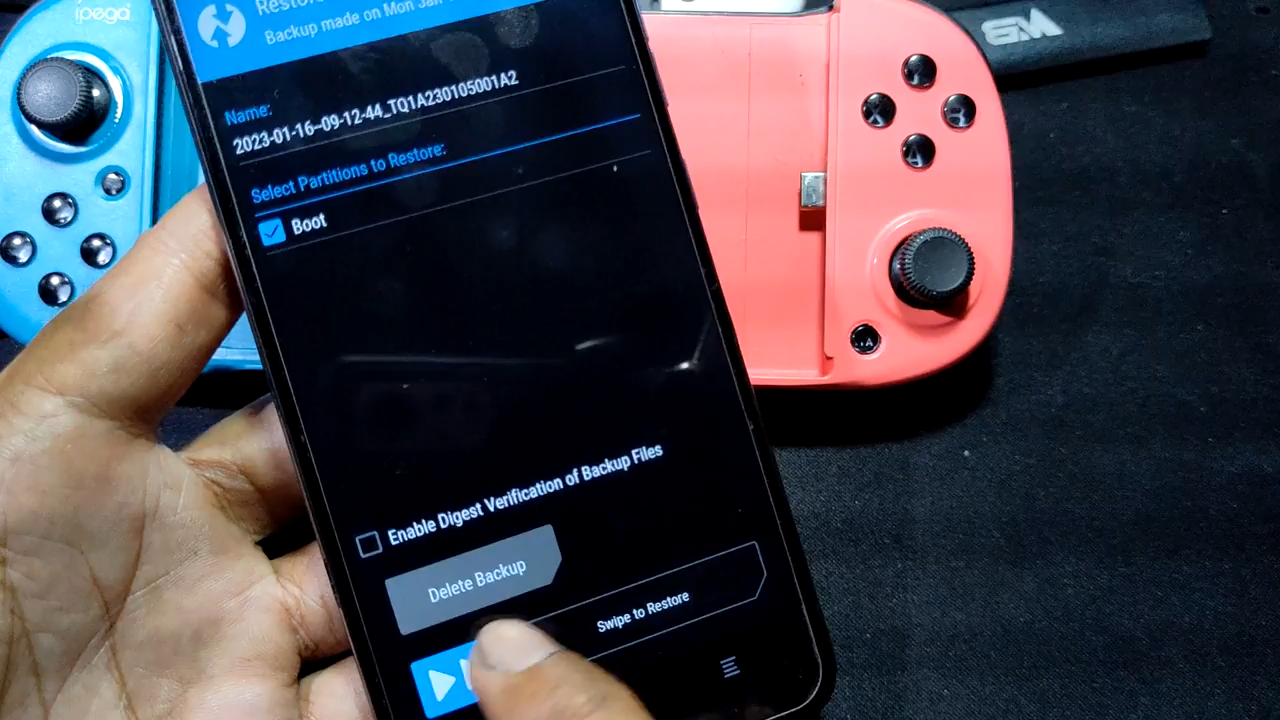 ipega
Restore
Backup made on Mon Jan
Name:
2023-01-16--09-12-44_TQ1A230105001A2
Select Partitions to Restore:
Boot
Enable Digest Verification of Backup Files
Delete Backup
Swipe to Restore
X
A
A